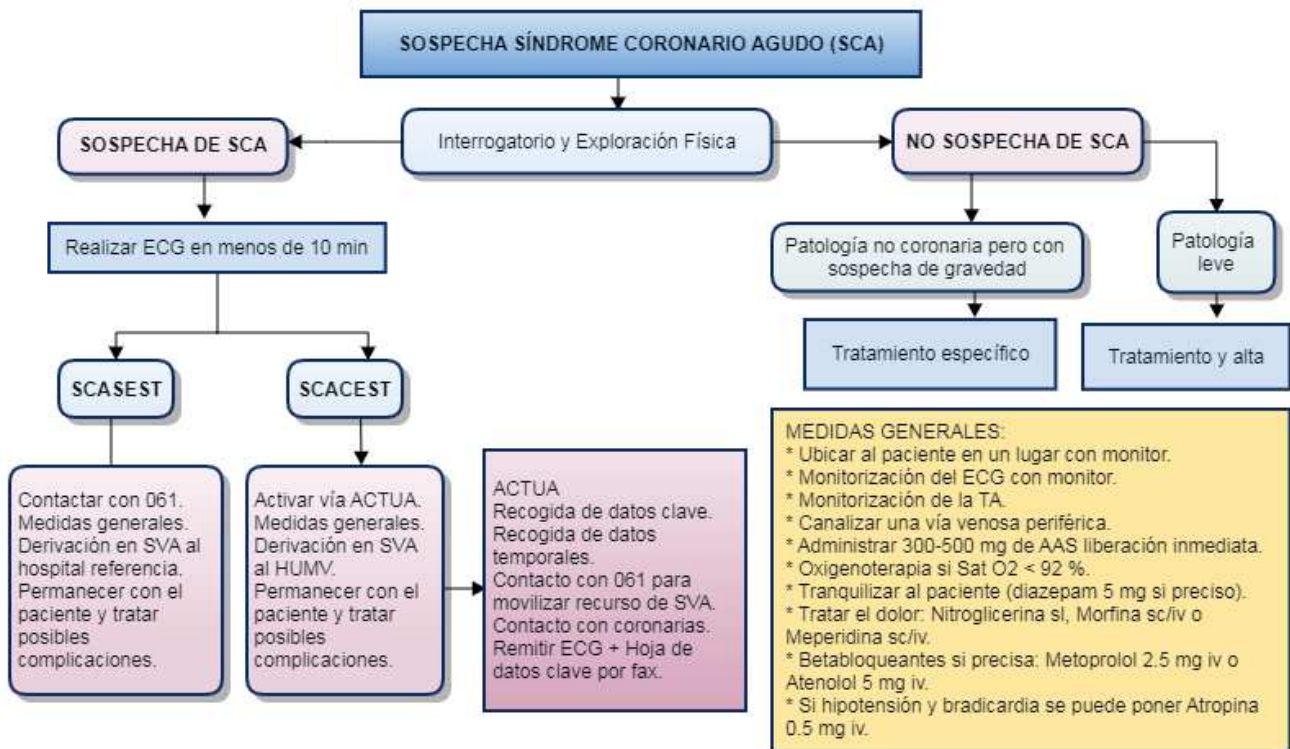 SOSPECHA SÍNDROME CORONARIO AGUDO (SCA)
SOSPECHA DE SCA
Interrogatorio y Exploración Física
NO SOSPECHA DE SCA
Realizar ECG en menos de 10 min
Patología no coronaria pero con
sospecha de gravedad
Patología
leve
Tratamiento específico
Tratamiento y alta
SCASEST
SCACEST
Contactar con 061.
Medidas generales.
Derivación en SVA al
hospital referencia.
Permanecer con el
paciente y tratar
posibles
complicaciones.
Activar vía ACTUA.
Medidas generales.
Derivación en SVA
al HUMV.
Permanecer con el
paciente y tratar
posibles
complicaciones.
ACTUA
Recogida de datos clave.
Recogida de datos
temporales.
Contacto con 061 para
movilizar recurso de SVA.
Contacto con coronarias.
Remitir ECG + Hoja de
datos clave por fax.
MEDIDAS GENERALES:
* Ubicar al paciente en un lugar con monitor.
* Monitorización del ECG con monitor.
* Monitorización de la TA.
* Canalizar una vía venosa periférica.
* Administrar 300-500 mg de AAS liberación inmediata.
* Oxigenoterapia si Sat O2 < 92 %.
* Tranquilizar al paciente (diazepam 5 mg si preciso).
* Tratar el dolor: Nitroglicerina sl, Morfina sc/iv o
Meperidina sc/iv.
* Betabloqueantes si precisa: Metoprolol 2.5 mg iv o
Atenolol 5 mg iv.
* Si hipotensión y bradicardia se puede poner Atropina
0.5 mg iv.